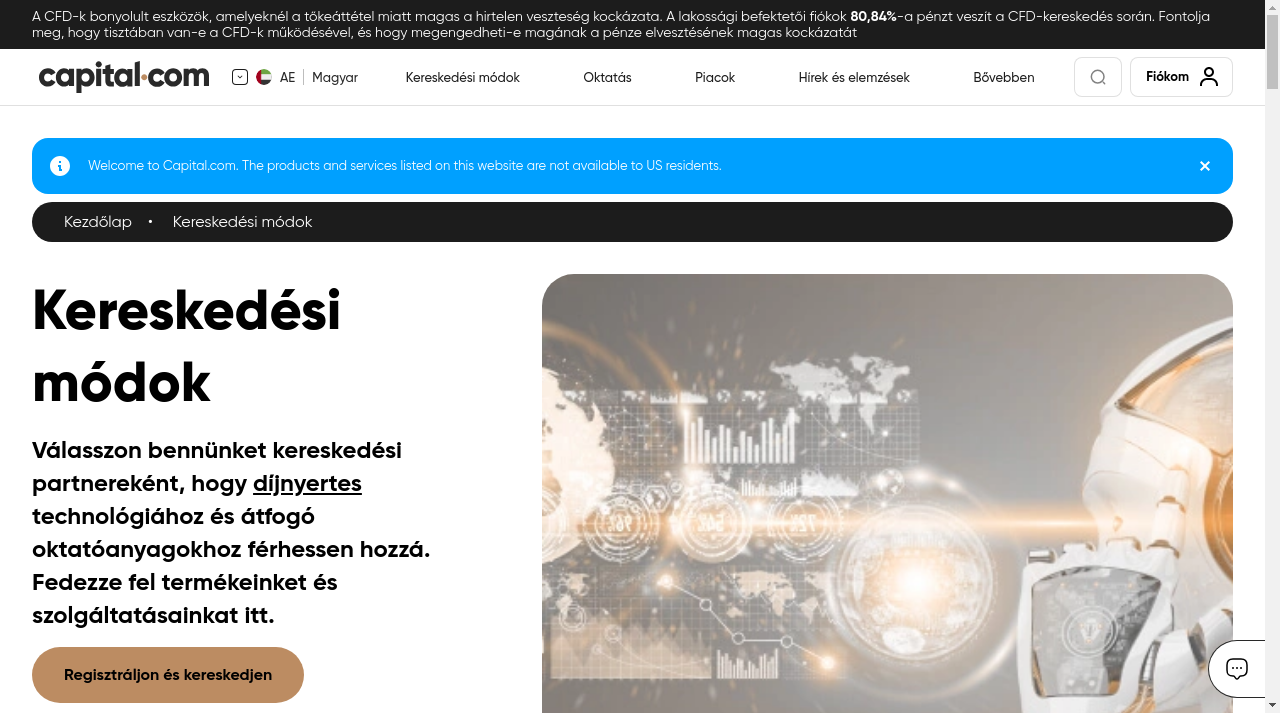 A CFD-k bonyolult eszközök, amelyeknél a tőkeáttétel miatt magas a hirtelen veszteség kockázata. A lakossági befektetői fiókok 80,84%-a pénzt veszít a CFD-kereskedés során. Fontolja
meg, hogy tisztában van-e a CFD-k működésével, és hogy megengedheti-e magának a pénze elvesztésének magas kockázatát
capital.com
AE
Magyar
Kereskedési módok
Oktatás
Piacok
Hírek és elemzések
Bővebben
Fiókom
Welcome to Capital.com. The products and services listed on this website are not available to US residents.
Kezdőlap • Kereskedési módok
Kereskedési
módok
Válasszon bennünket kereskedési
partnereként, hogy díjnyertes
technológiához és átfogó
oktatóanyagokhoz férhessen hozzá.
Fedezze fel termékeinket és
szolgáltatásainkat itt.
Regisztráljon és kereskedjen